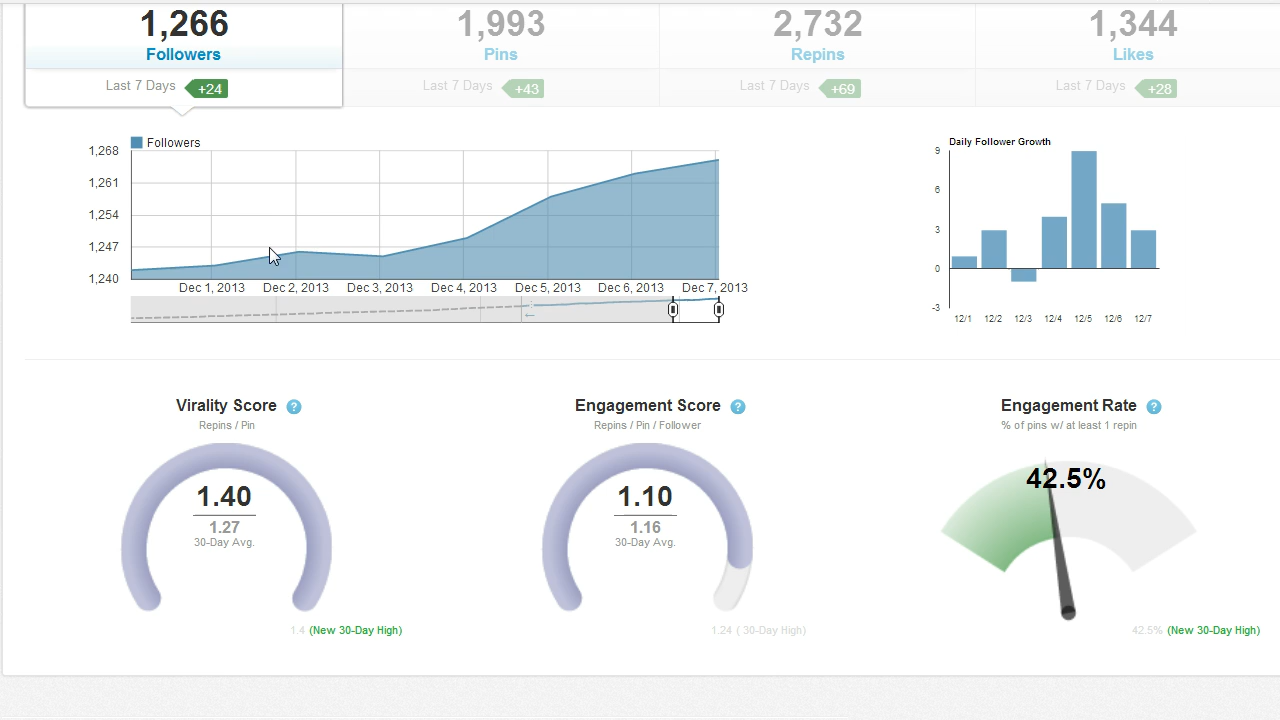 1,266
Followers
Last 7 Days +24
1,993
Pins
Last 7 Days +43
2,732
Repins
Last 7 Days +69
1,344
Likes
Last 7 Days +28
Followers
1,268
1,261
1,254
1,247
1,240
Dec 1, 2013 Dec 2, 2013 Dec 3, 2013 Dec 4, 2013 Dec 5, 2013 Dec 6, 2013 Dec 7, 2013
Daily Follower Growth
9
6
3
0
-3
12/1 12/2 12/3 12/4 12/5 12/6 12/7
Virality Score ?
Repins / Pin
1.40
1.27
30-Day Avg.
1.4 (New 30-Day High)
Engagement Score ?
Repins / Pin / Follower
1.10
1.16
30-Day Avg.
1.24 ( 30-Day High)
Engagement Rate ?
% of pins w/ at least 1 repin
42.5%
42.5% (New 30-Day High)